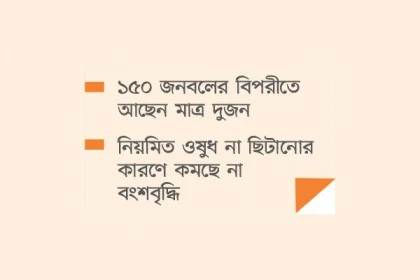 ১৫০ জনবলের বিপরীতে
আছেন মাত্র দুজন
নিয়মিত ওষুধ না ছিটানোর
কারণে কমছে না
বংশবৃদ্ধি